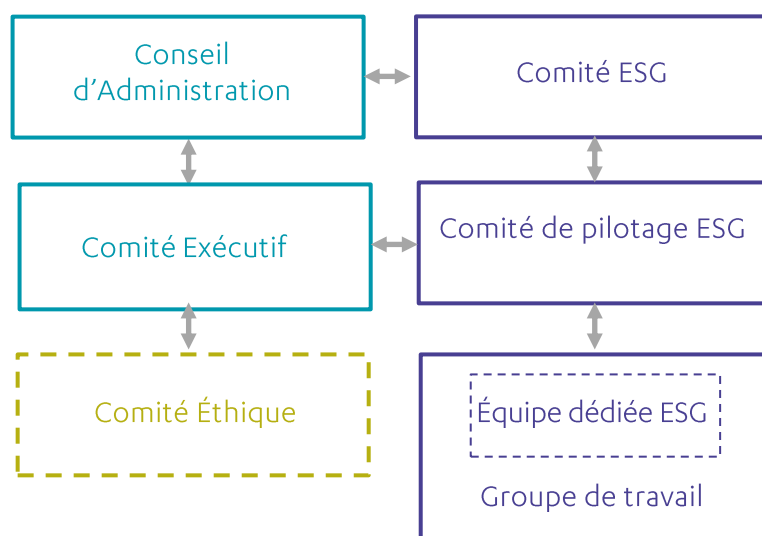 Conseil
d'Administration
Comité ESG
Comité Exécutif
Comité de pilotage ESG
Comité Éthique
Équipe dédiée ESG
Groupe de travail